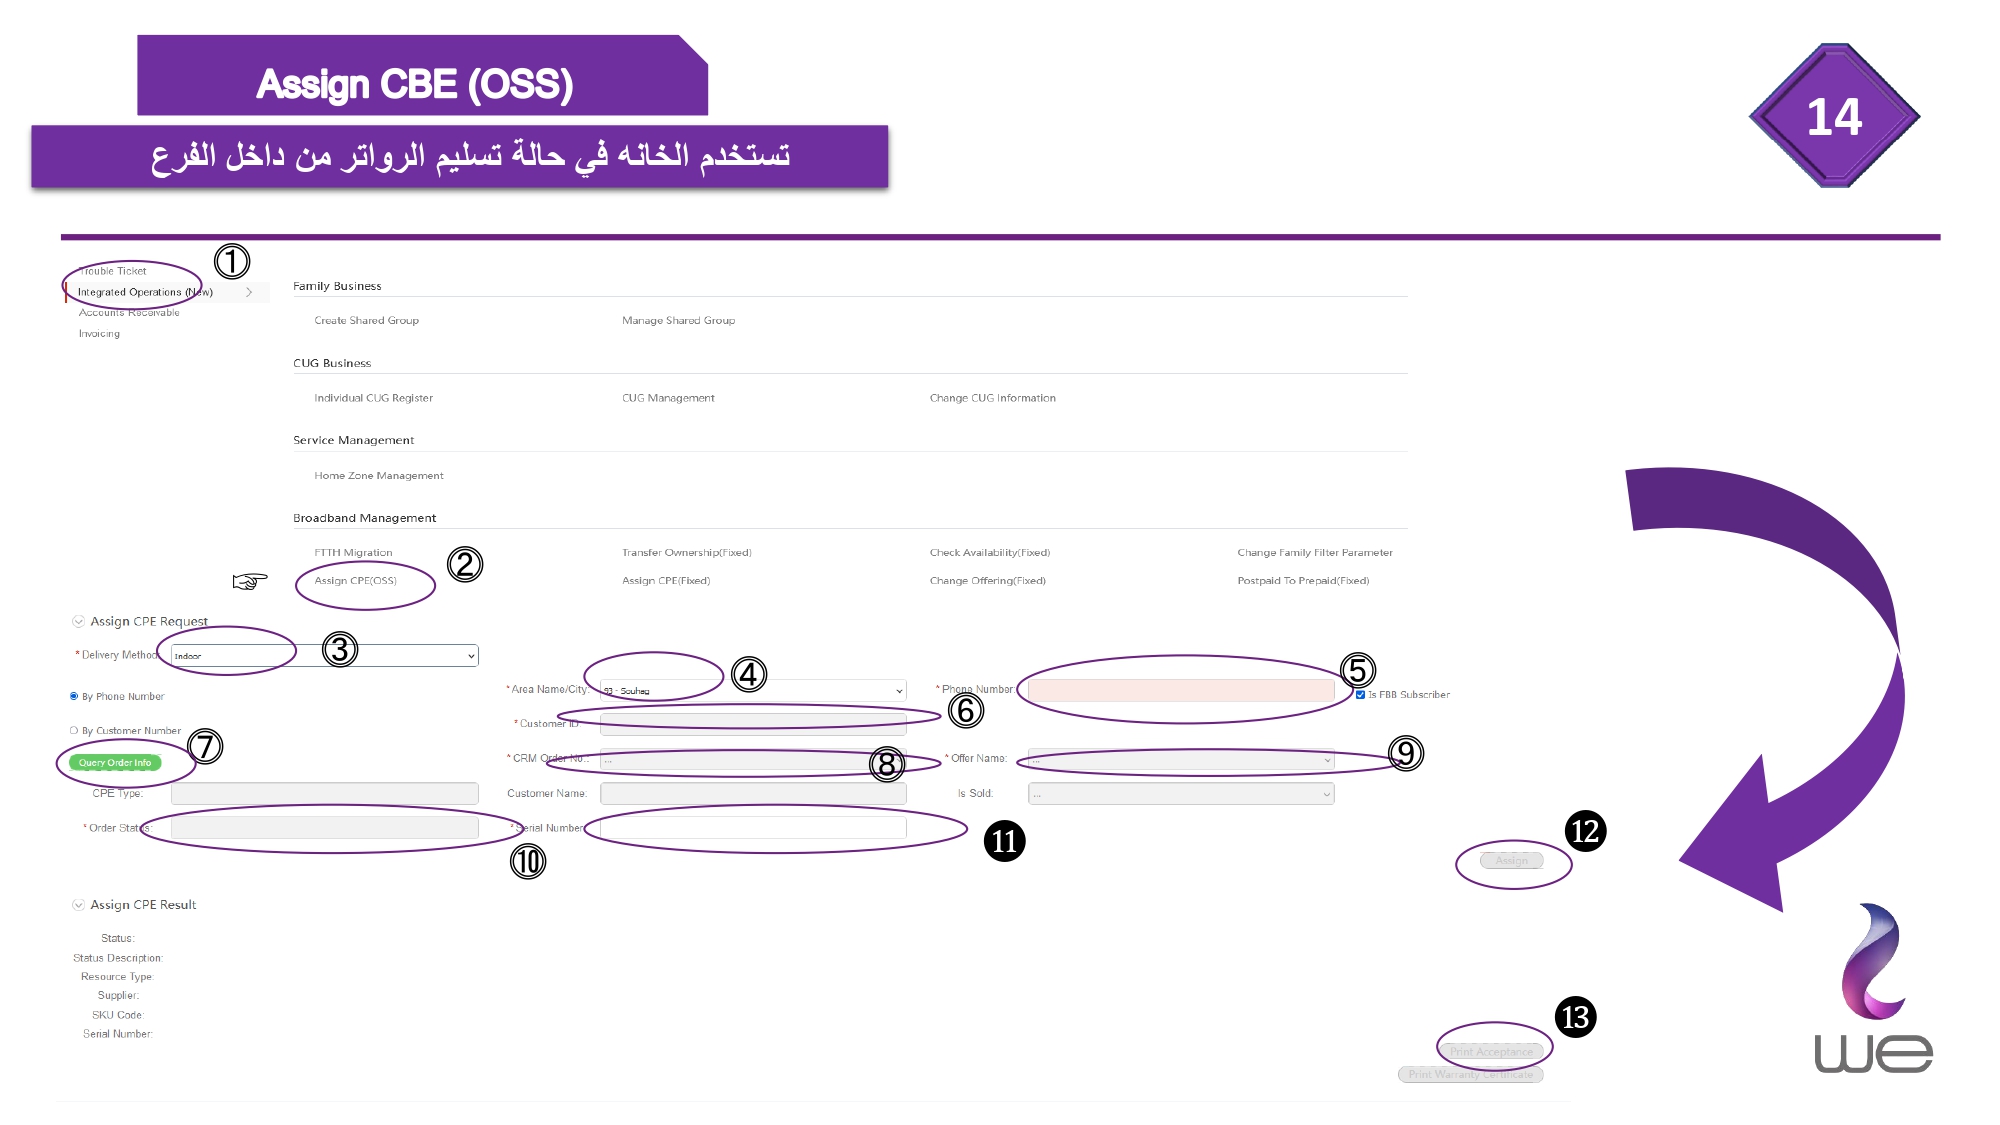 Assign CBE (OSS)
14
تستخدم الخانه في حالة تسليم الرواتر من داخل الفرع
①
Trouble Ticket
Integrated Operations (New)
Accounts Receivable
Invoicing
Family Business
Create Shared Group Manage Shared Group
CUG Business
Individual CUG Register CUG Management Change CUG Information
Service Management
Home Zone Management
Broadband Management
FTTH Migration Transfer Ownership(Fixed) Check Availability(Fixed) Change Family Filter Parameter
②
☞ Assign CPE(OSS) Assign CPE(Fixed) Change Offering(Fixed) Postpaid To Prepaid(Fixed)
Assign CPE Request
* Delivery Method: Indoor ③
By Phone Number * Area Name/City: 93 - Souhag ④ * Phone Number: ⑤ Is FBB Subscriber
By Customer Number * Customer ID ⑥
⑦
Query Order Info * CRM Order No.: ... ⑧ * Offer Name: ... ⑨
CPE Type: Customer Name: Is Sold: ...
* Order Status: ⑩ * Serial Number ⑪
⑫
Assign
Assign CPE Result
Status:
Status Description:
Resource Type:
Supplier:
SKU Code:
Serial Number:
⑬
Print Acceptance
Print Warranty Certificate
we